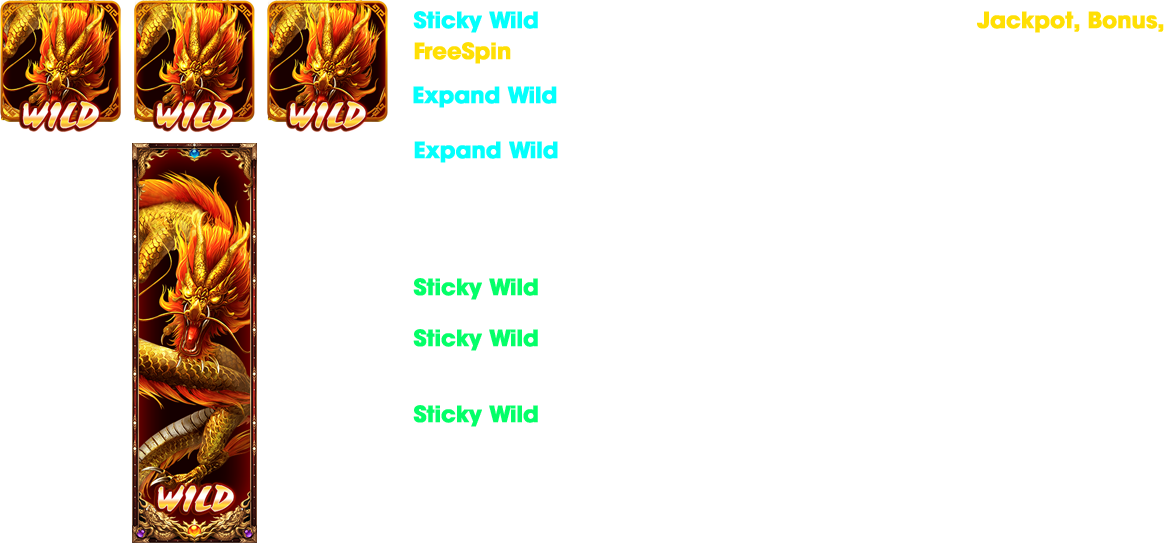 WILD WILD WILD
Sticky Wild Jackpot, Bonus,
FreeSpin
Expand Wild
Expand Wild
Sticky Wild
Sticky Wild
Sticky Wild
WILD